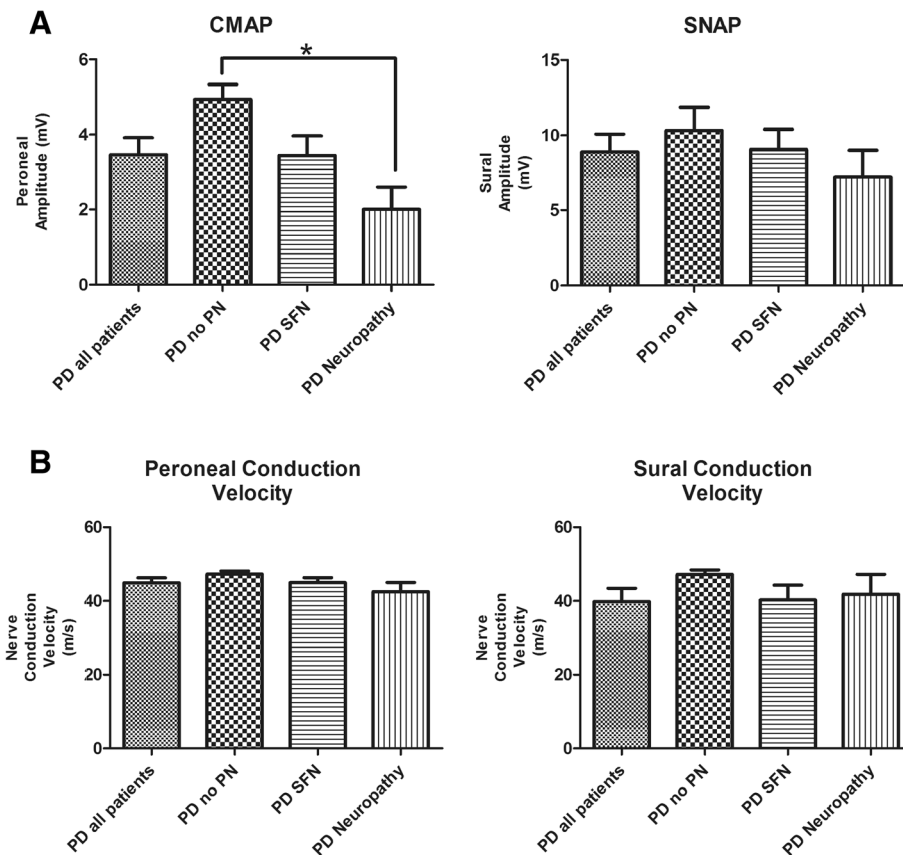 A
CMAP
*
6
4
2
0
Peroneal
Amplitude (mV)
PD all patients
PD no PN
PD SFN
PD Neuropathy
SNAP
15
10
5
0
Sural
Amplitude
(mV)
PD all patients
PD no PN
PD SFN
PD Neuropathy
B
Peroneal Conduction
Velocity
60
40
20
0
Nerve
Conduction
Velocity
(m/s)
PD all patients
PD no PN
PD SFN
PD Neuropathy
Sural Conduction
Velocity
60
40
20
0
Nerve
Conduction
Velocity
(m/s)
PD all patients
PD no PN
PD SFN
PD Neuropathy